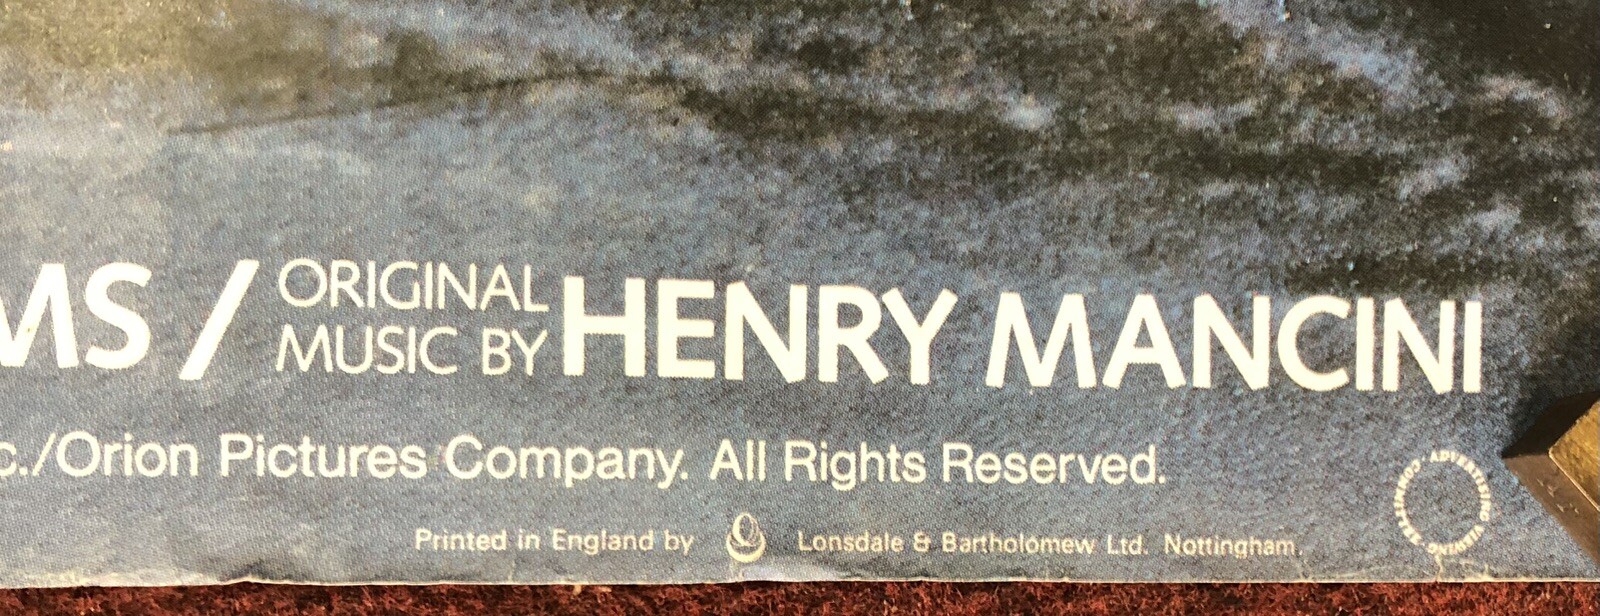 MS / ORIGINAL MUSIC BY HENRY MANCINI
c./Orion Pictures Company. All Rights Reserved.
Printed in England by Lonsdale & Bartholomew Ltd. Nottingham.
· ADVERTISING VIEWING · COMMITTEE